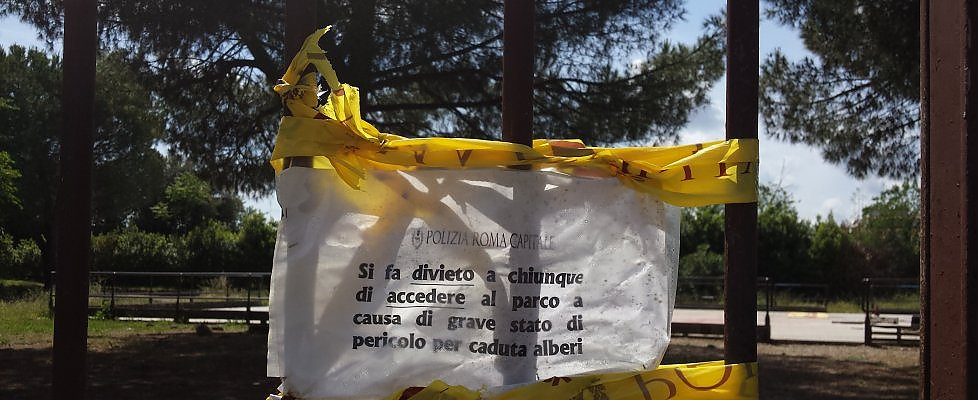 POLIZIA ROMA CAPITALE
Si fa divieto a chiunque
di accedere al parco a
causa di grave stato di
pericolo per caduta alberi